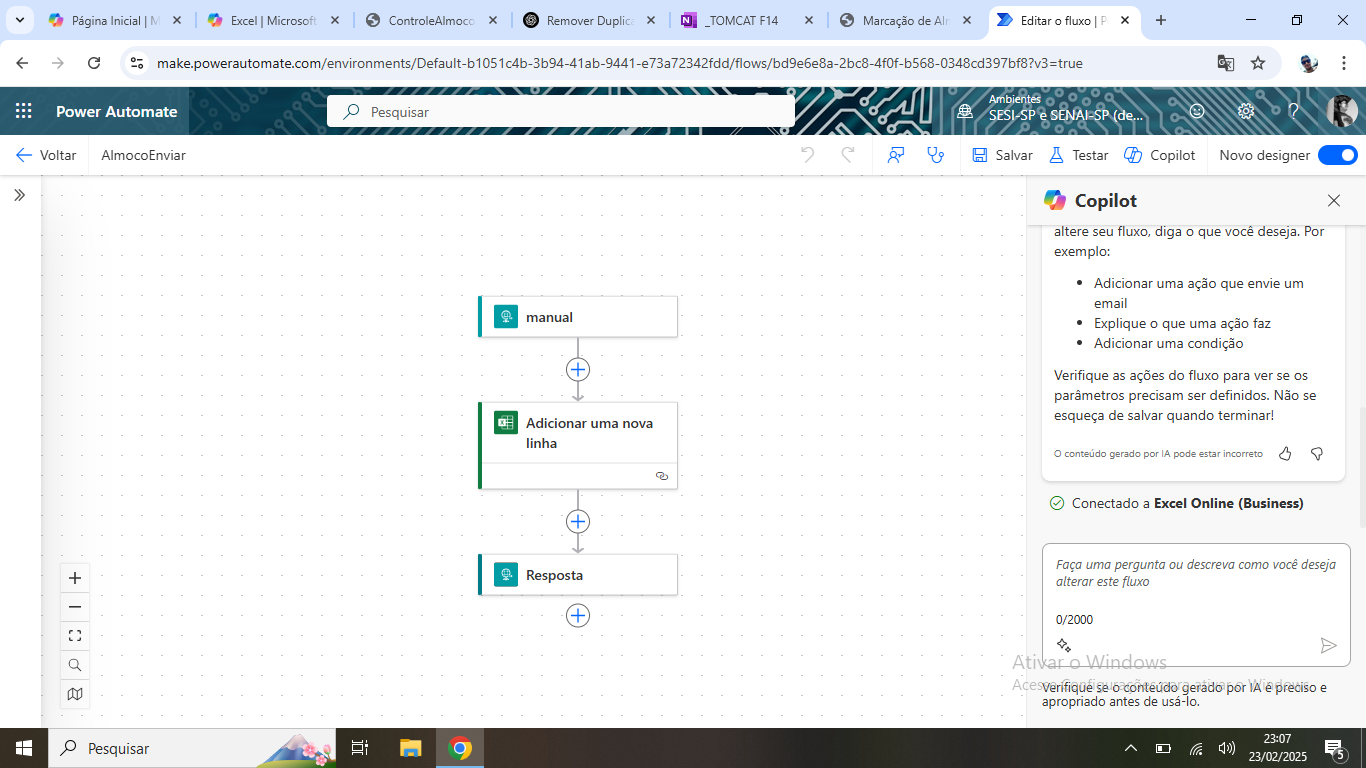 Página Inicial | M
Excel | Microsoft
ControleAlmoco
Remover Duplica
_TOMCAT F14
Marcação de Alm
Editar o fluxo | P
make.powerautomate.com/environments/Default-b1051c4b-3b94-41ab-9441-e73a72342fdd/flows/bd9e6e8a-2bc8-4f0f-b568-0348cd397bf8?v3=true
Power Automate
Pesquisar
Ambientes
SESI-SP e SENAI-SP (de...
Voltar
AlmocoEnviar
Salvar
Testar
Copilot
Novo designer
manual
Adicionar uma nova
linha
Resposta
Copilot
altere seu fluxo, diga o que você deseja. Por
exemplo:
Adicionar uma ação que envie um
email
Explique o que uma ação faz
Adicionar uma condição
Verifique as ações do fluxo para ver se os
parâmetros precisam ser definidos. Não se
esqueça de salvar quando terminar!
O conteúdo gerado por IA pode estar incorreto
Conectado a Excel Online (Business)
Faça uma pergunta ou descreva como você deseja
alterar este fluxo
0/2000
Ativar o Windows
Acesse Configurações para ativar o Windows.
Verifique se o conteúdo gerado por IA é preciso e
apropriado antes de usá-lo.
Pesquisar
23:07
23/02/2025
5